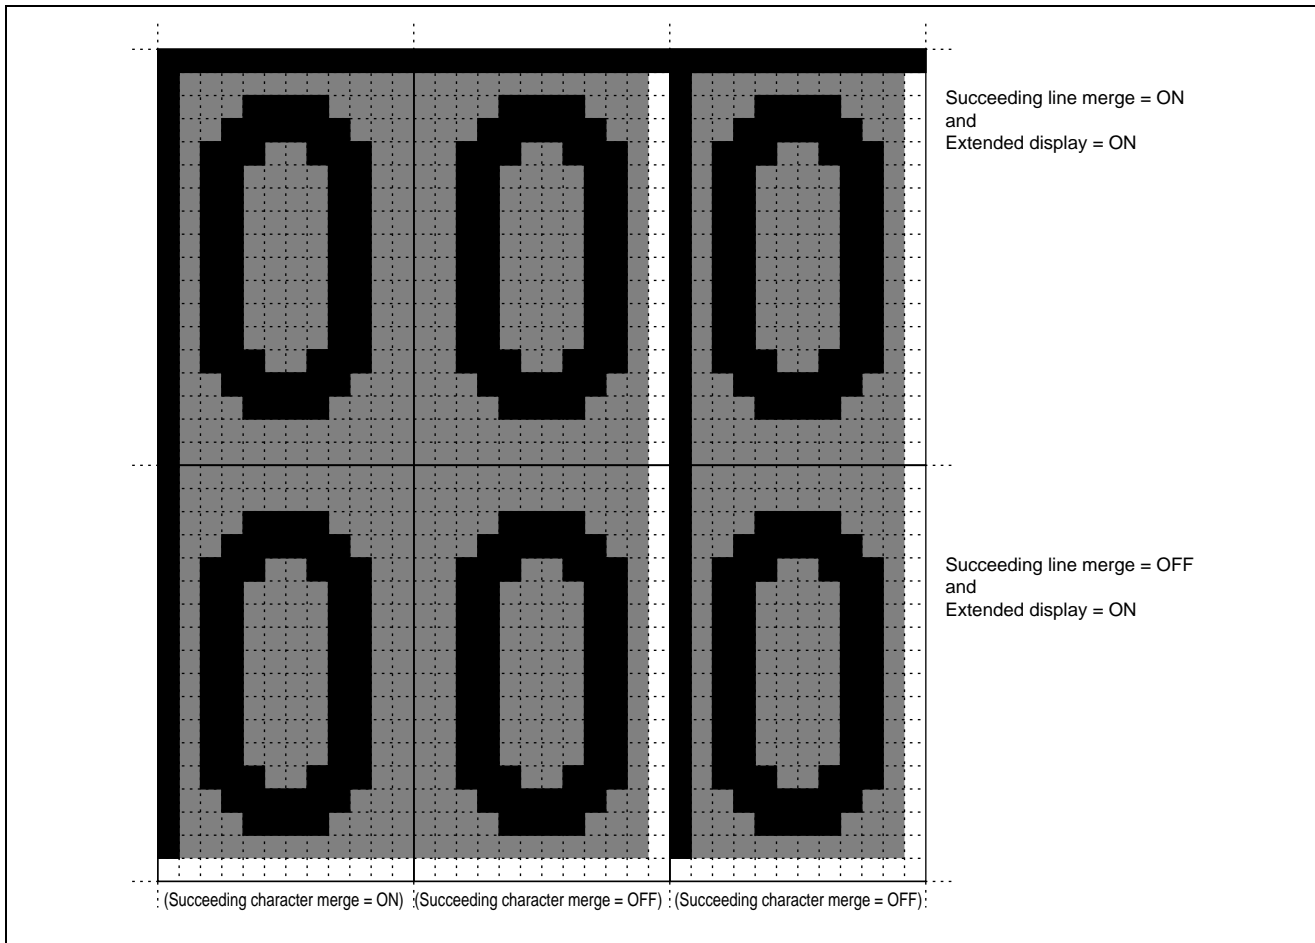 Succeeding line merge = ON
and
Extended display = ON
Succeeding line merge = OFF
and
Extended display = ON
(Succeeding character merge = ON) (Succeeding character merge = OFF) (Succeeding character merge = OFF)